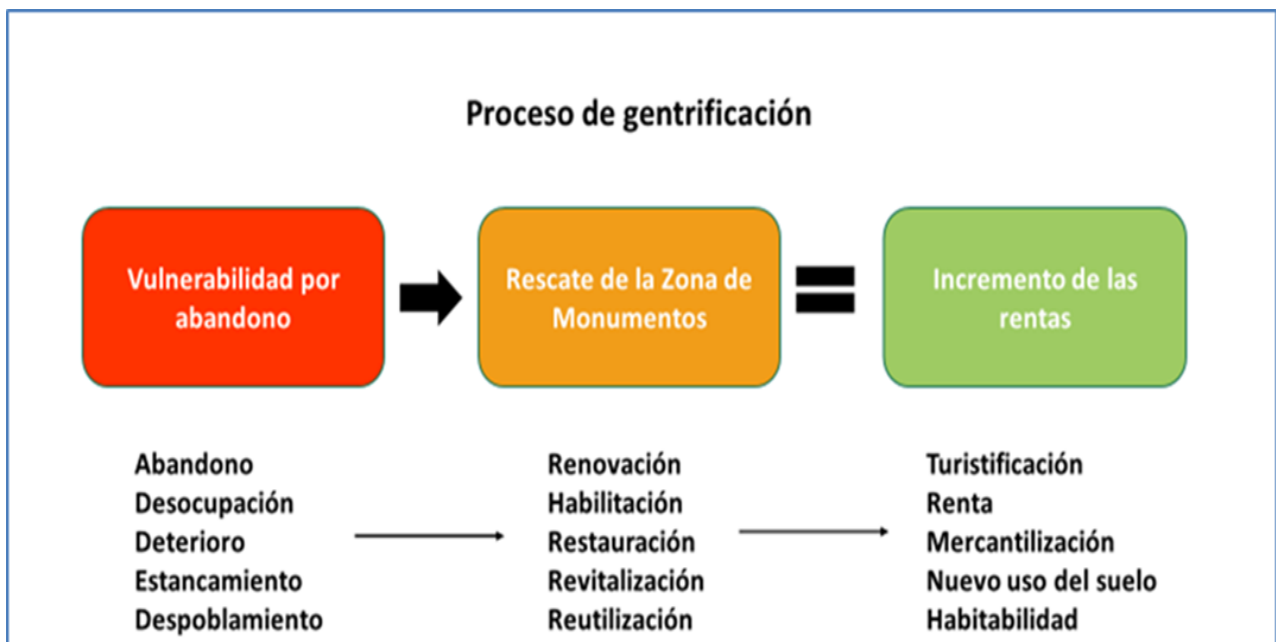 Proceso de gentrificación
Vulnerabilidad por
abandono
Rescate de la Zona de
Monumentos
Incremento de las
rentas
Abandono
Desocupación
Deterioro
Estancamiento
Despoblamiento
Renovación
Habilitación
Restauración
Revitalización
Reutilización
Turistificación
Renta
Mercantilización
Nuevo uso del suelo
Habitabilidad